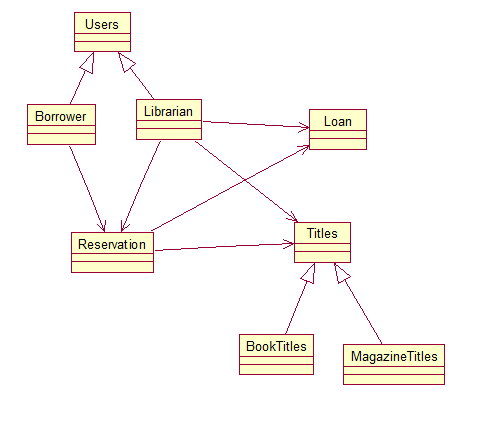 Users
Borrower
Librarian
Loan
Reservation
Titles
BookTitles
MagazineTitles